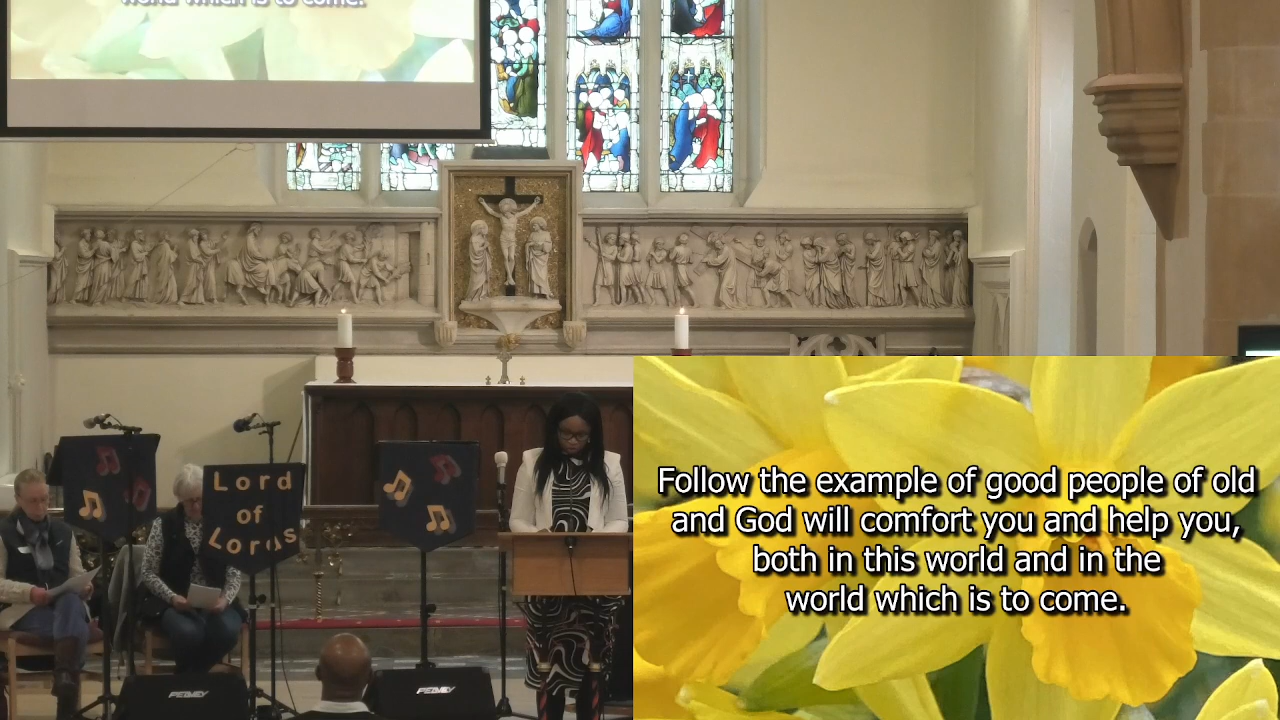 world which is to come.
Lord
of
Lords
PEAVEY
PEAVEY
Follow the example of good people of old
and God will comfort you and help you,
both in this world and in the
world which is to come.